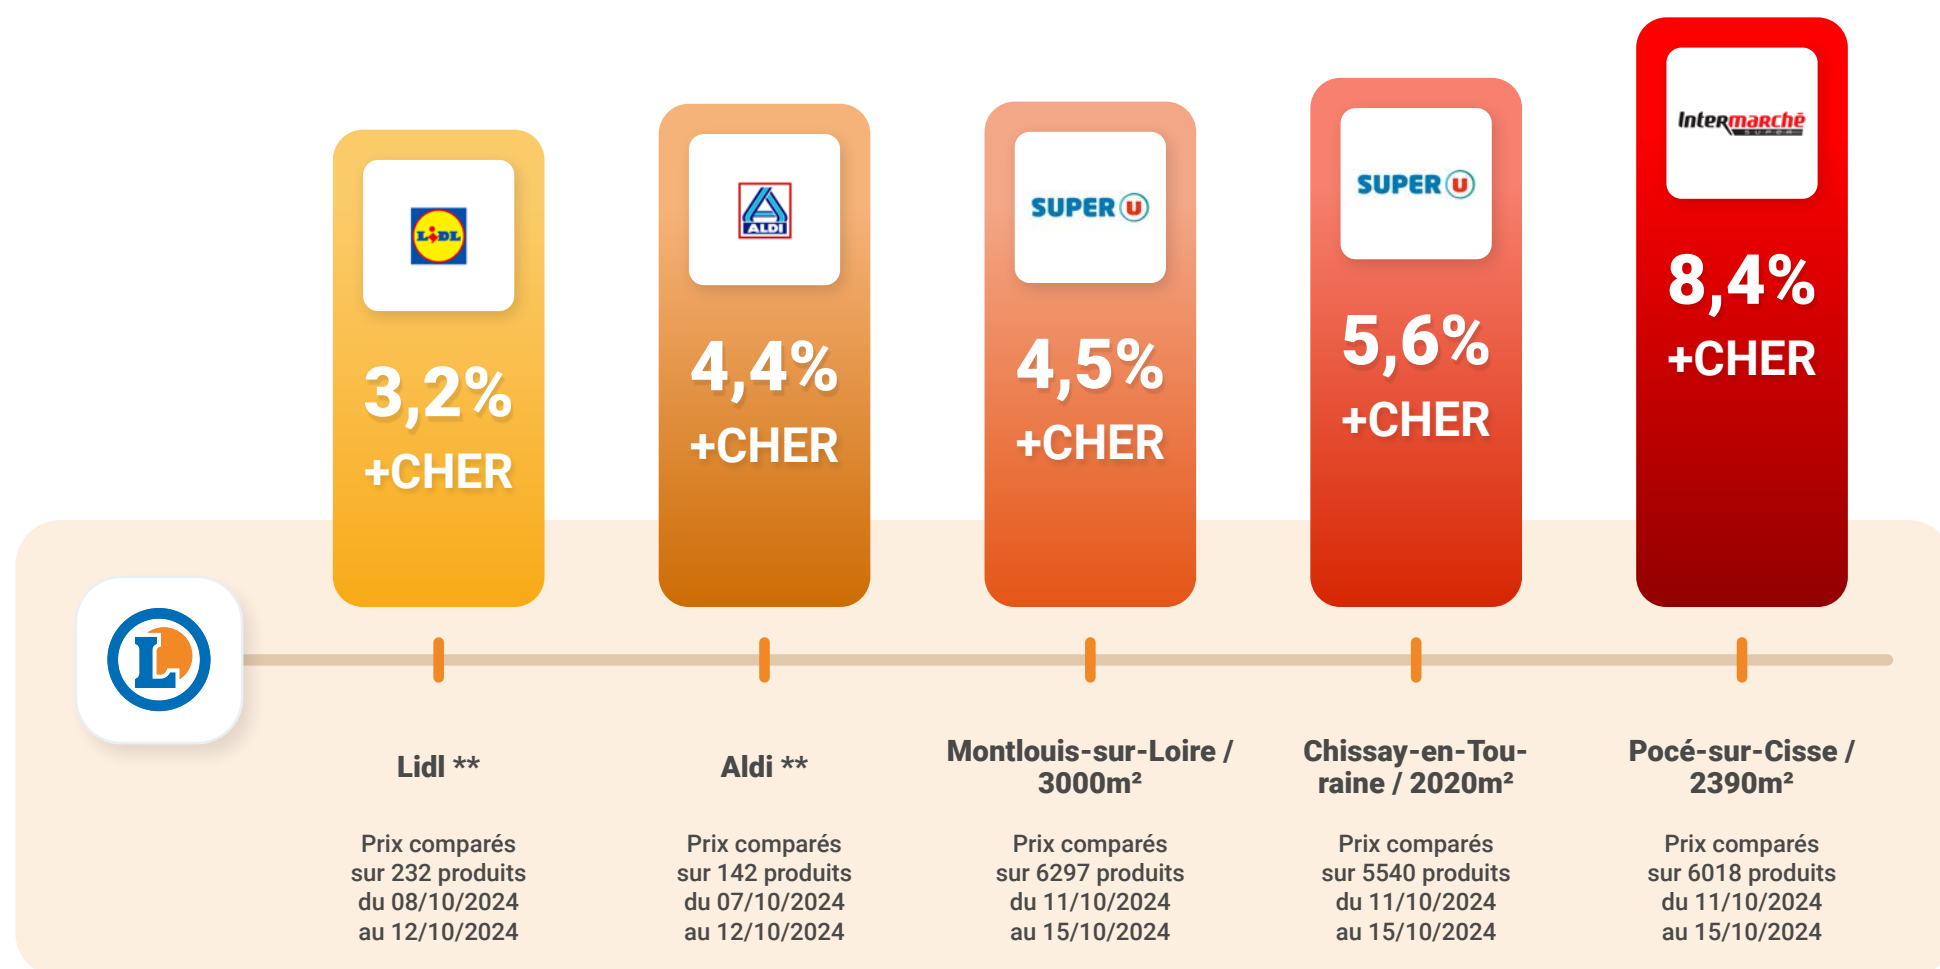 LIDL
3,2%
+CHER
ALDI
4,4%
+CHER
SUPER U
4,5%
+CHER
SUPER U
5,6%
+CHER
Intermarchē
SUPER
8,4%
+CHER
L
Lidl **
Prix comparés
sur 232 produits
du 08/10/2024
au 12/10/2024
Aldi **
Prix comparés
sur 142 produits
du 07/10/2024
au 12/10/2024
Montlouis-sur-Loire /
3000m²
Prix comparés
sur 6297 produits
du 11/10/2024
au 15/10/2024
Chissay-en-Tou-
raine / 2020m²
Prix comparés
sur 5540 produits
du 11/10/2024
au 15/10/2024
Pocé-sur-Cisse /
2390m²
Prix comparés
sur 6018 produits
du 11/10/2024
au 15/10/2024